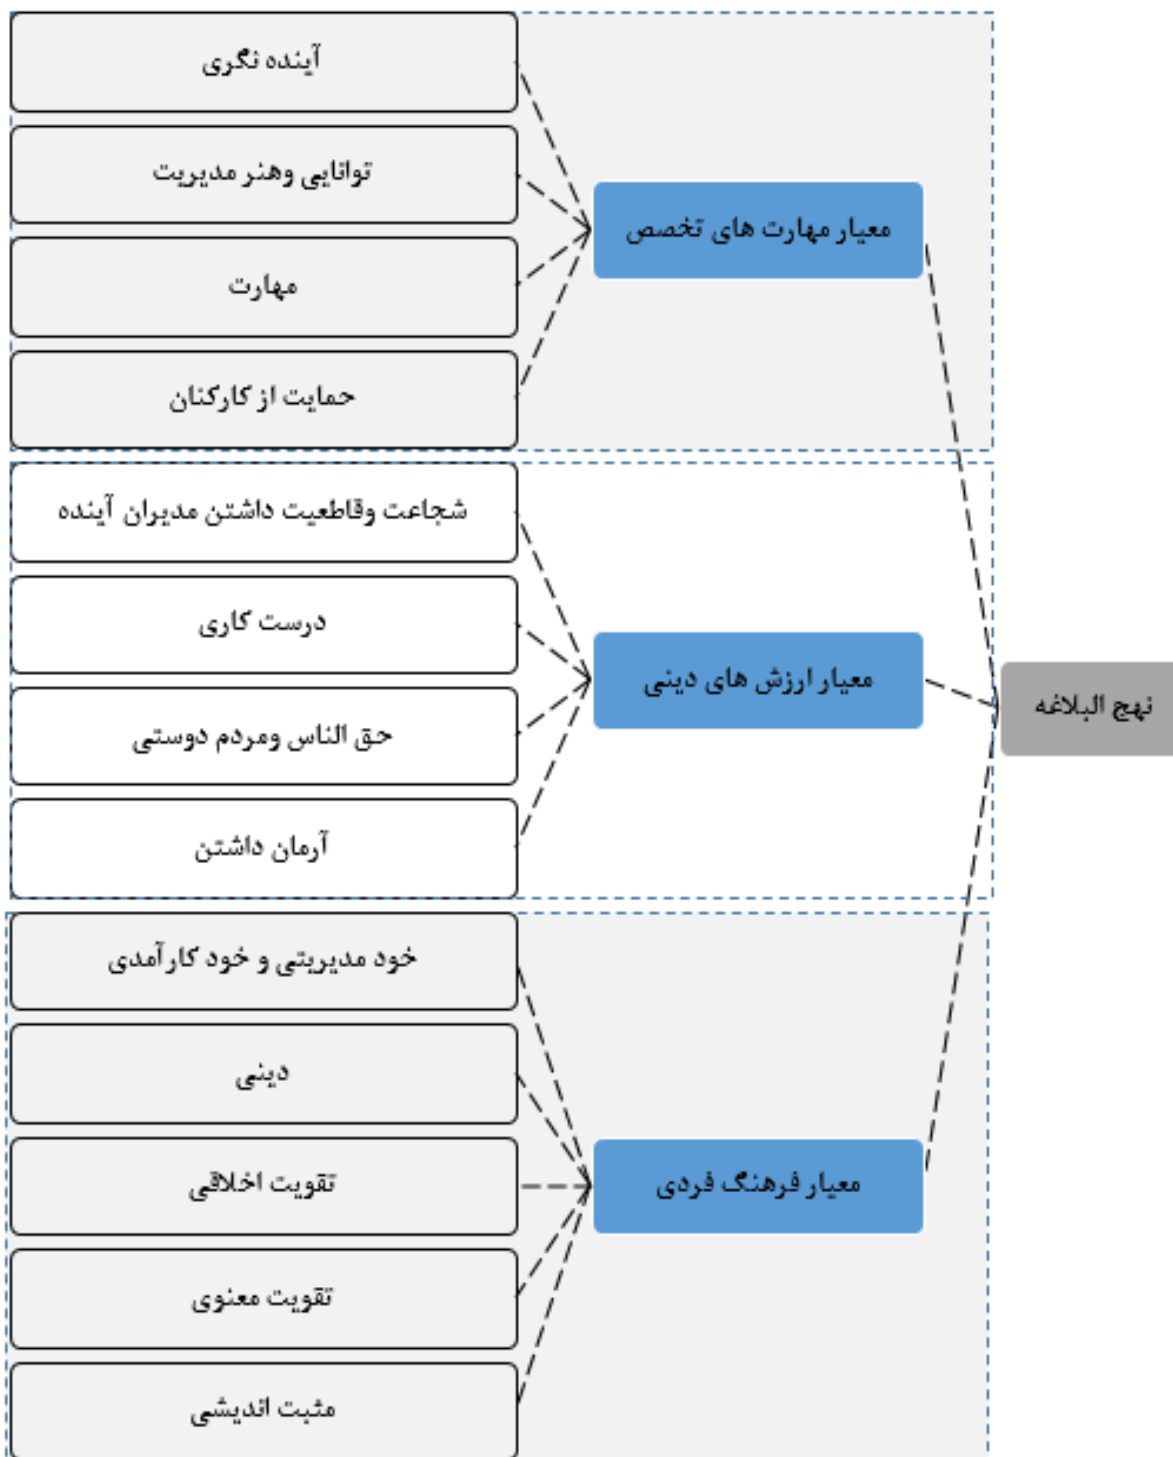 نهج البلاغه
معیار مهارت های تخصص
آینده نگری
توانایی وهنر مدیریت
مهارت
حمایت از کارکنان
معیار ارزش های دینی
شجاعت وقاطعیت داشتن مدیران آینده
درست کاری
حق الناس ومردم دوستی
آرمان داشتن
معیار فرهنگ فردی
خود مدیریتی و خود کارآمدی
دینی
تقویت اخلاقی
تقویت معنوی
مثبت اندیشی